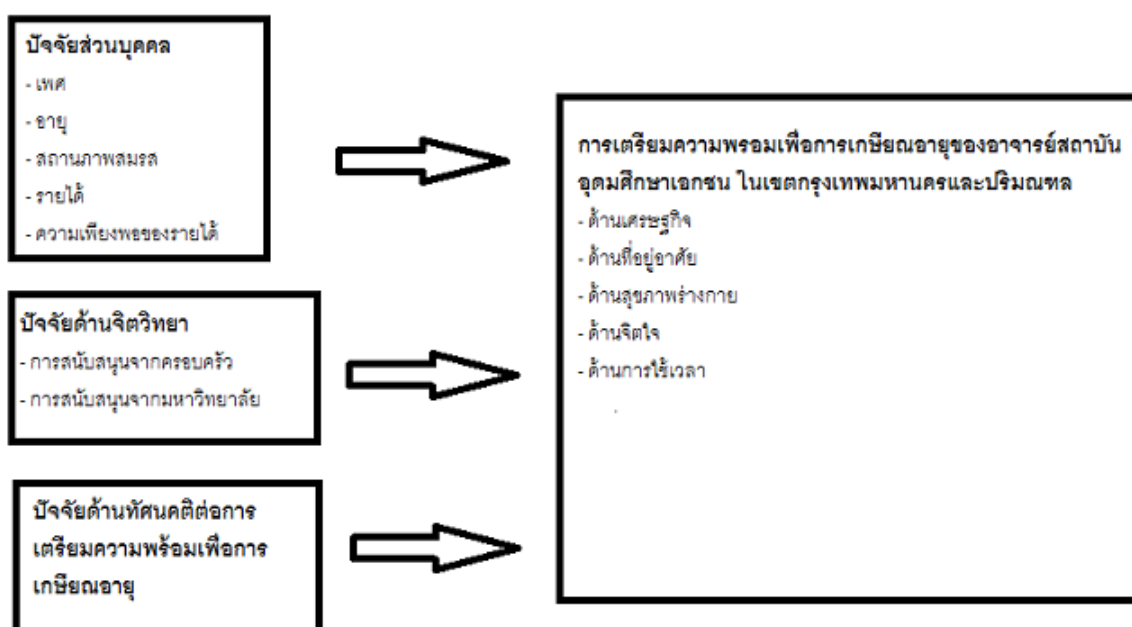 ปัจจัยส่วนบุคคล
- เพศ
- อายุ
- สถานภาพสมรส
- รายได้
- ความเพียงพอของรายได้
ปัจจัยด้านจิตวิทยา
- การสนับสนุนจากครอบครัว
- การสนับสนุนจากมหาวิทยาลัย
ปัจจัยด้านทัศนคติต่อการ
เตรียมความพร้อมเพื่อการ
เกษียณอายุ
การเตรียมความพรอมเพื่อการเกษียณอายุของอาจารย์สถาบัน
อุดมศึกษาเอกชน ในเขตกรุงเทพมหานครและปริมณฑล
- ด้านเศรษฐกิจ
- ด้านที่อยู่อาศัย
- ด้านสุขภาพร่างกาย
- ด้านจิตใจ
- ด้านการใช้เวลา